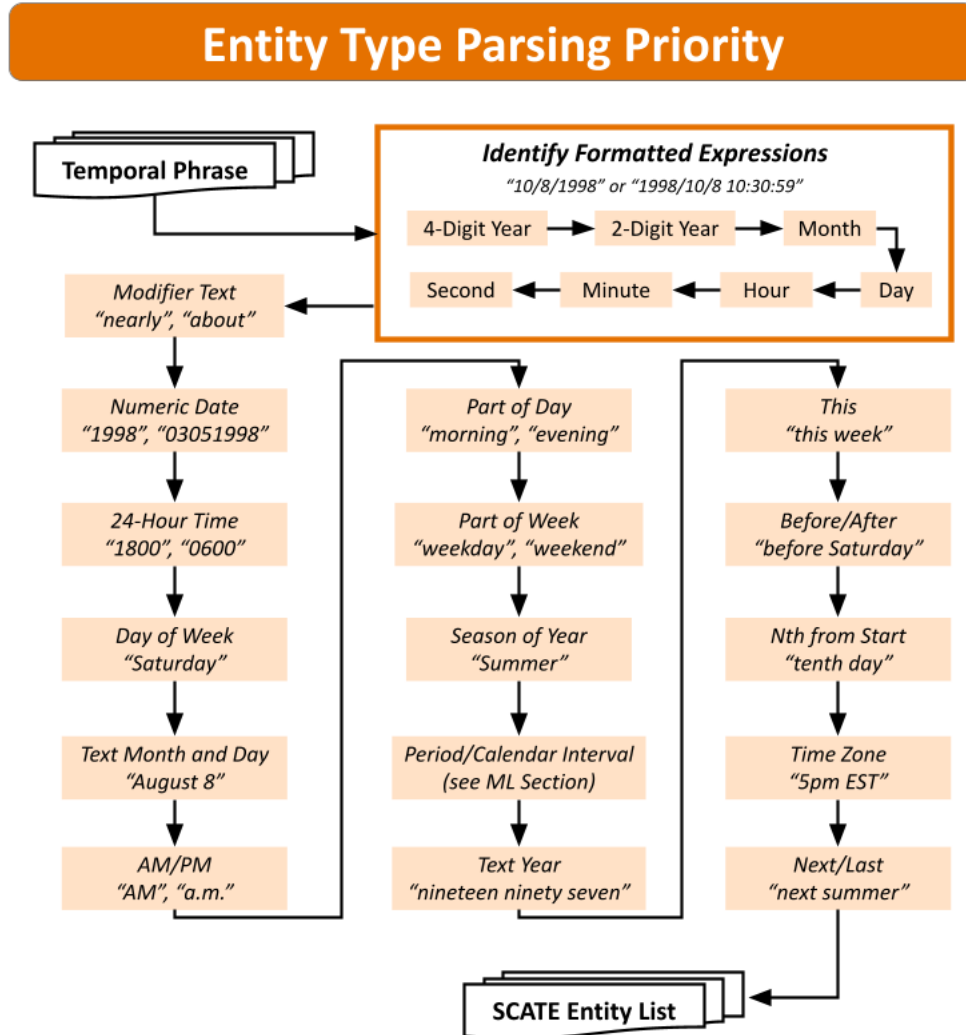 Entity Type Parsing Priority
Temporal Phrase
Identify Formatted Expressions
“10/8/1998” or “1998/10/8 10:30:59”
4-Digit Year
2-Digit Year
Month
Day
Hour
Minute
Second
Modifier Text
“nearly”, “about”
Numeric Date
“1998”, “03051998”
24-Hour Time
“1800”, “0600”
Day of Week
“Saturday”
Text Month and Day
“August 8”
AM/PM
“AM”, “a.m.”
Part of Day
“morning”, “evening”
Part of Week
“weekday”, “weekend”
Season of Year
“Summer”
Period/Calendar Interval
(see ML Section)
Text Year
“nineteen ninety seven”
This
“this week”
Before/After
“before Saturday”
Nth from Start
“tenth day”
Time Zone
“5pm EST”
Next/Last
“next summer”
SCATE Entity List